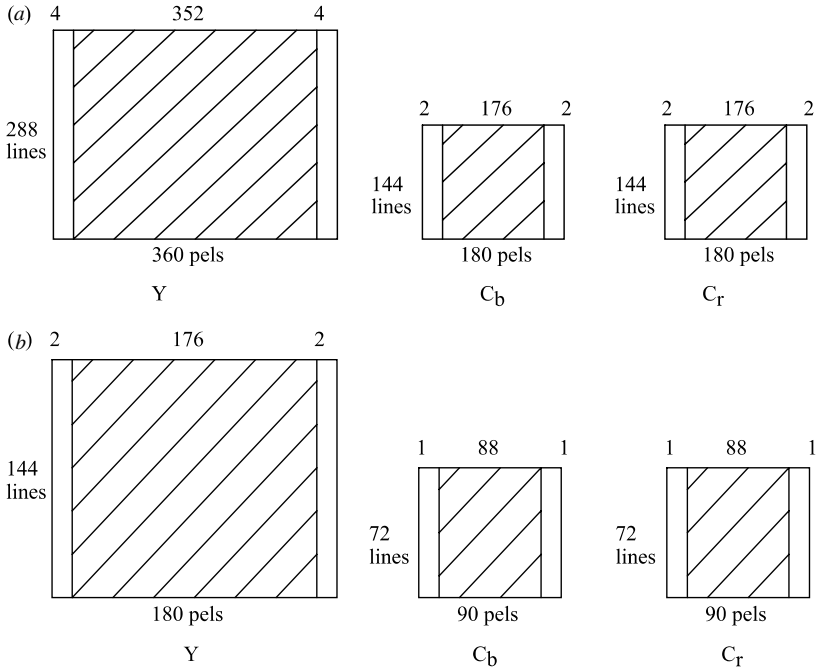 (a) 4 352 4
288
lines
360 pels
Y
2 176 2
144
lines
180 pels
Cb
2 176 2
144
lines
180 pels
Cr
(b) 2 176 2
144
lines
180 pels
Y
1 88 1
72
lines
90 pels
Cb
1 88 1
72
lines
90 pels
Cr